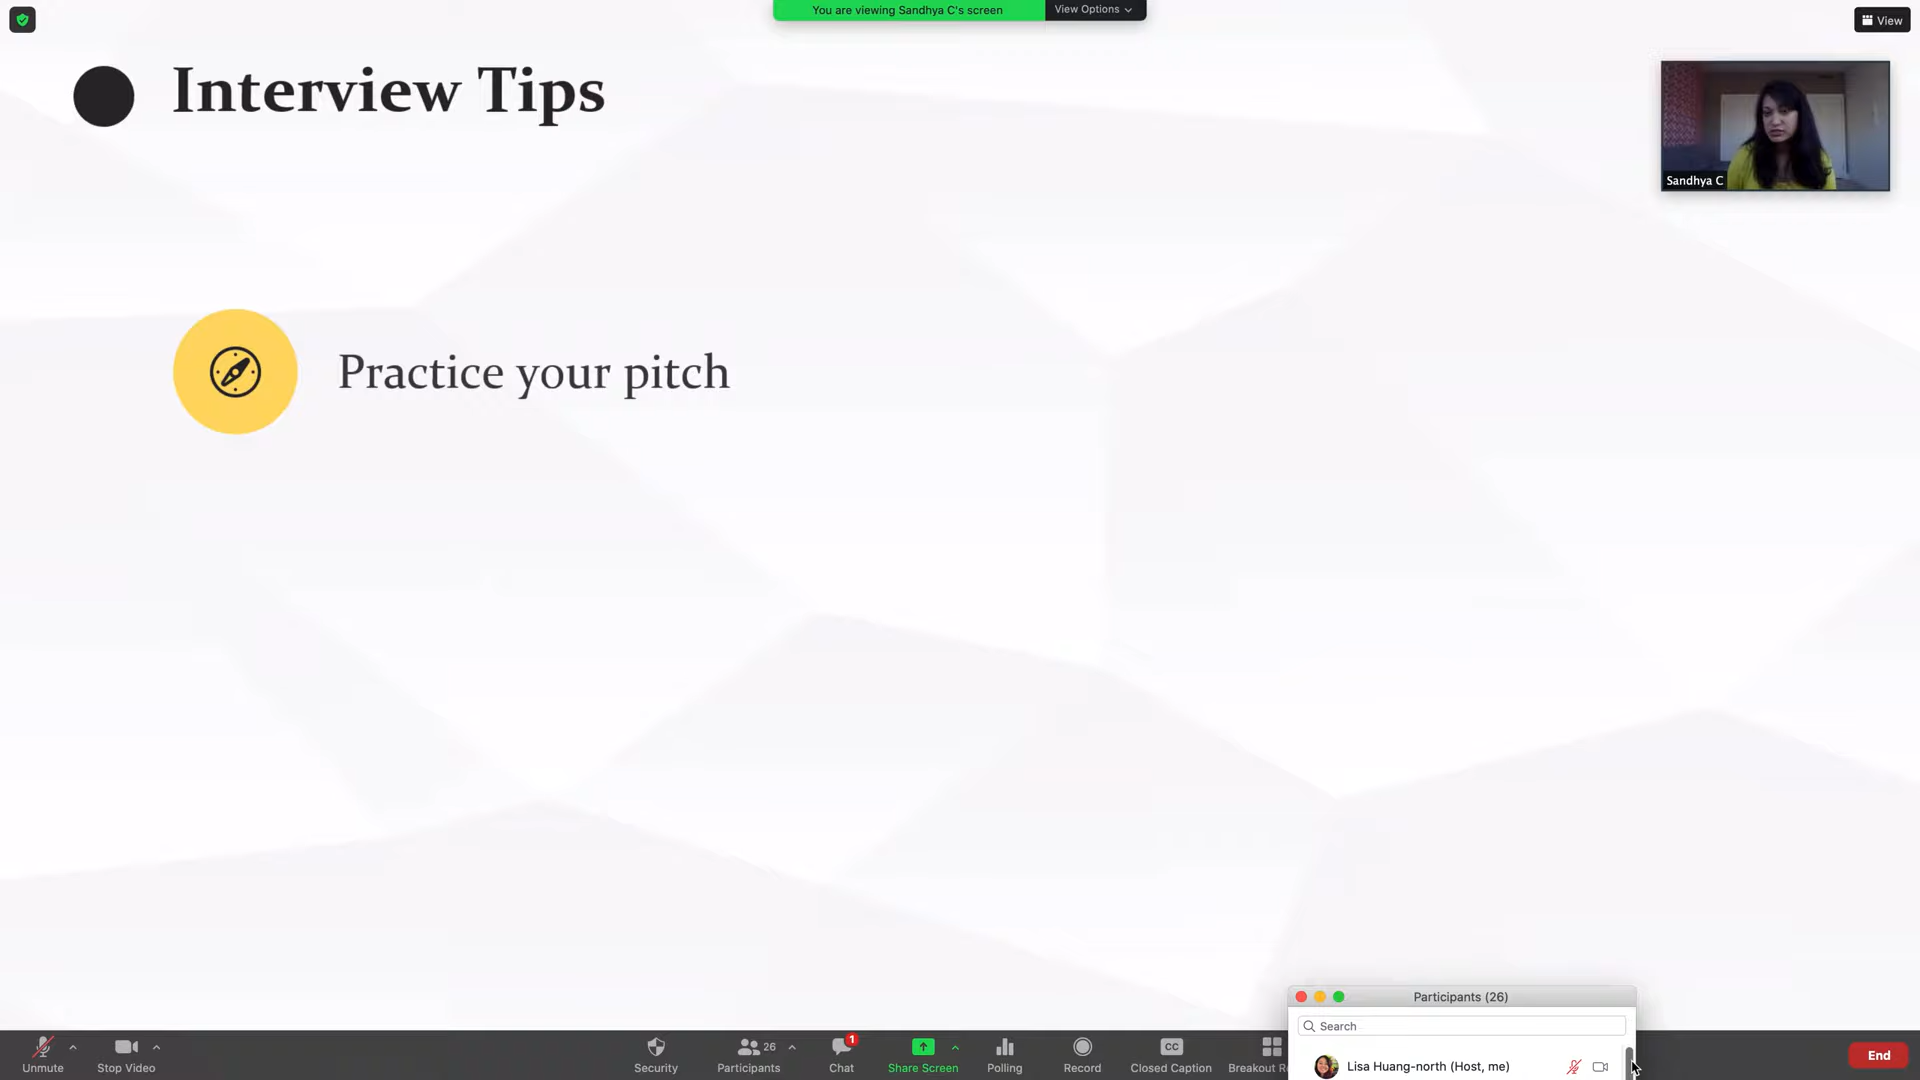 You are viewing Sandhya C's screen
View Options
View
Interview Tips
Sandhya C
Practice your pitch
Participants (26)
Search
Lisa Huang-north (Host, me)
Unmute
Stop Video
Security
Participants
26
Chat
1
Share Screen
Polling
Record
CC
Closed Caption
Breakout
End